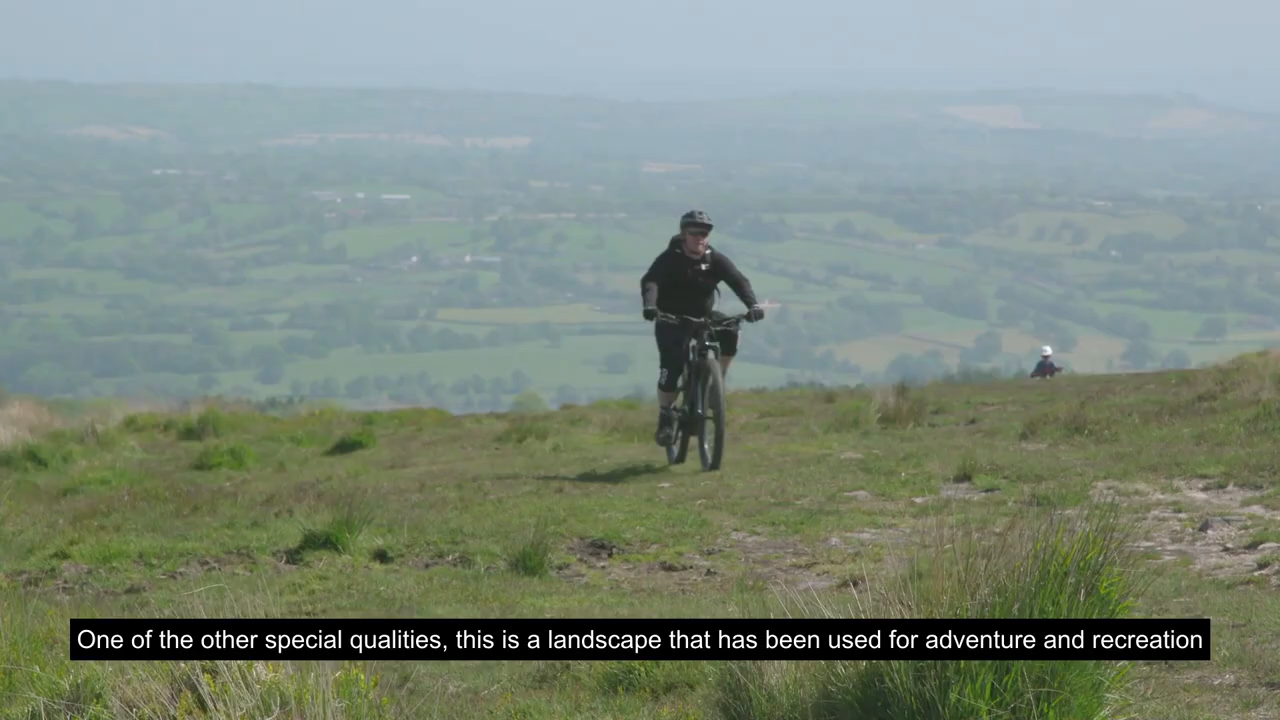 One of the other special qualities, this is a landscape that has been used for adventure and recreation